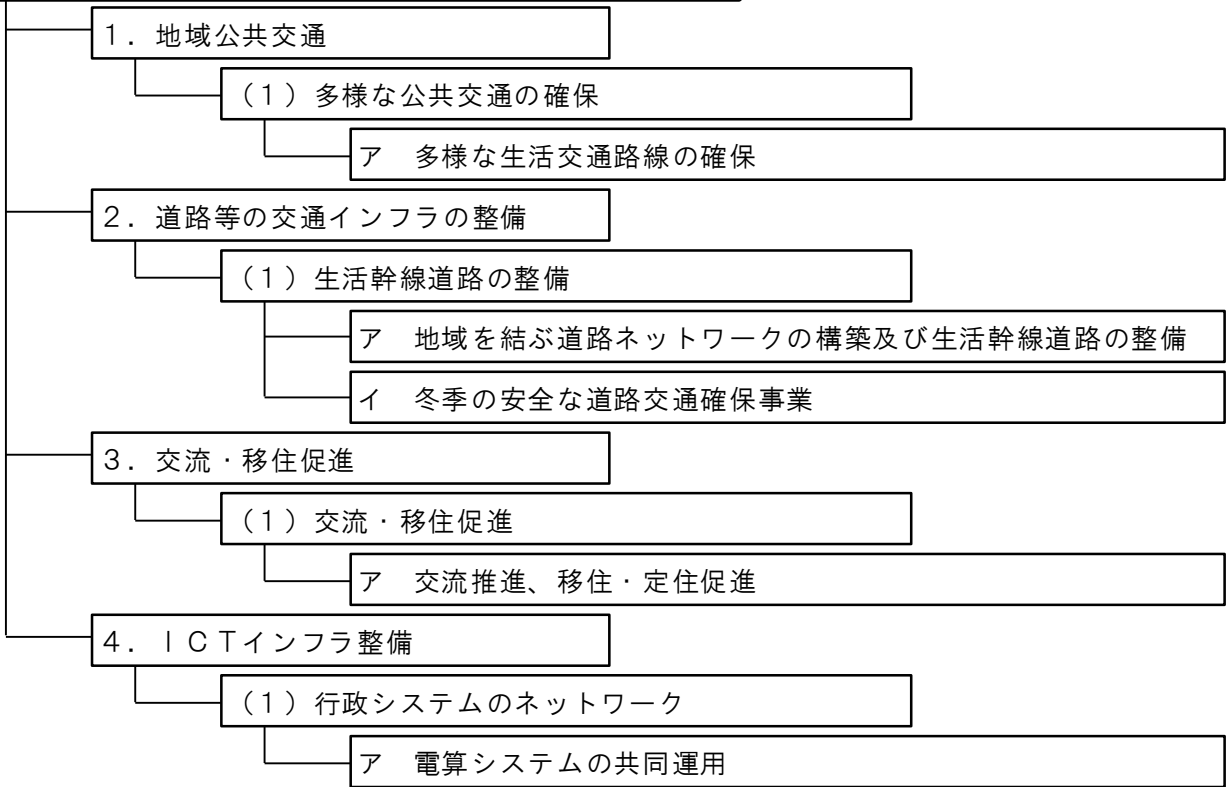 １．地域公共交通
（１）多様な公共交通の確保
ア　多様な生活交通路線の確保
２．道路等の交通インフラの整備
（１）生活幹線道路の整備
ア　地域を結ぶ道路ネットワークの構築及び生活幹線道路の整備
イ　冬季の安全な道路交通確保事業
３．交流・移住促進
（１）交流・移住促進
ア　交流推進、移住・定住促進
４．ＩＣＴインフラ整備
（１）行政システムのネットワーク
ア　電算システムの共同運用